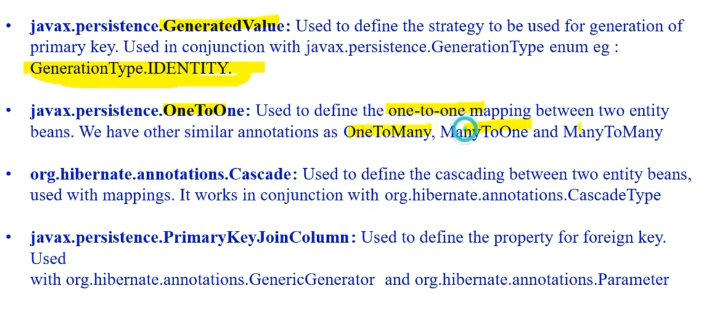 • javax.persistence.GeneratedValue: Used to define the strategy to be used for generation of
primary key. Used in conjunction with javax.persistence.GenerationType enum eg :
GenerationType.IDENTITY.
• javax.persistence.OneToOne: Used to define the one-to-one mapping between two entity
beans. We have other similar annotations as OneToMany, ManyToOne and ManyToMany
• org.hibernate.annotations.Cascade: Used to define the cascading between two entity beans,
used with mappings. It works in conjunction with org.hibernate.annotations.CascadeType
• javax.persistence.PrimaryKeyJoinColumn: Used to define the property for foreign key.
Used
with org.hibernate.annotations.GenericGenerator and org.hibernate.annotations.Parameter